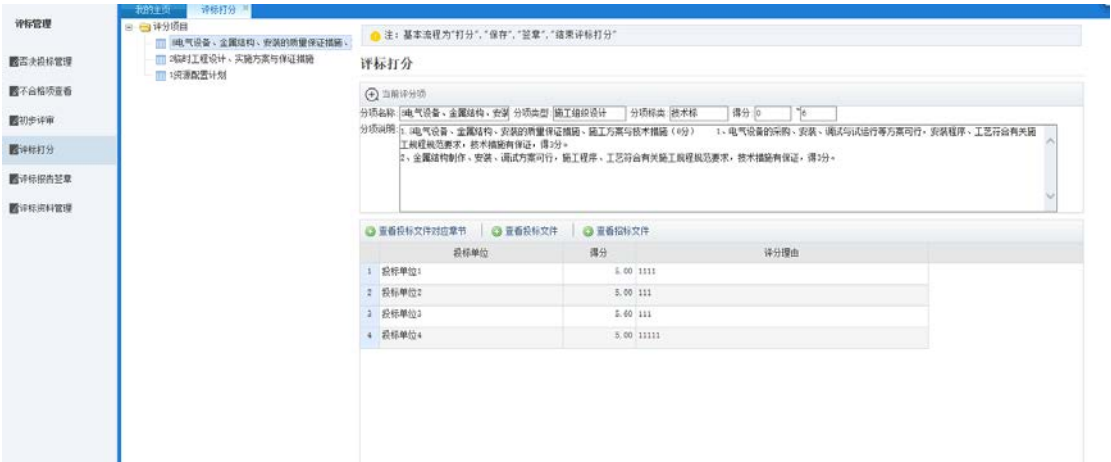 我的主页 评标打分
评标管理
否决投标管理
不合格项查看
初步评审
评标打分
评标报告签章
评标资料管理
评分项目
8电气设备、金属结构、安装的质量保证措施、
2临时工程设计、实施方案与保证措施
1资源配置计划
注：基本流程为"打分","保存","签章","结束评标打分"
评标打分
当前评分项
分项名称: 8电气设备、金属结构、安装 分项类型: 施工组织设计 分项标类: 技术标 得分: 0 ~ 6
分项说明: 1.8电气设备、金属结构、安装的质量保证措施、施工方案与技术措施（6分） 1、电气设备的采购、安装、调试与试运行等方案可行，安装程序、工艺符合有关施
工规程规范要求，技术措施有保证，得3分。
2、金属结构制作、安装、调试方案可行，施工程序、工艺符合有关施工规程规范要求，技术措施有保证，得3分。
查看投标文件对应章节 查看投标文件 查看招标文件
投标单位 得分 评分理由
1 投标单位1 5.00 1111
2 投标单位2 5.00 111
3 投标单位3 5.60 111
4 投标单位4 5.00 11111